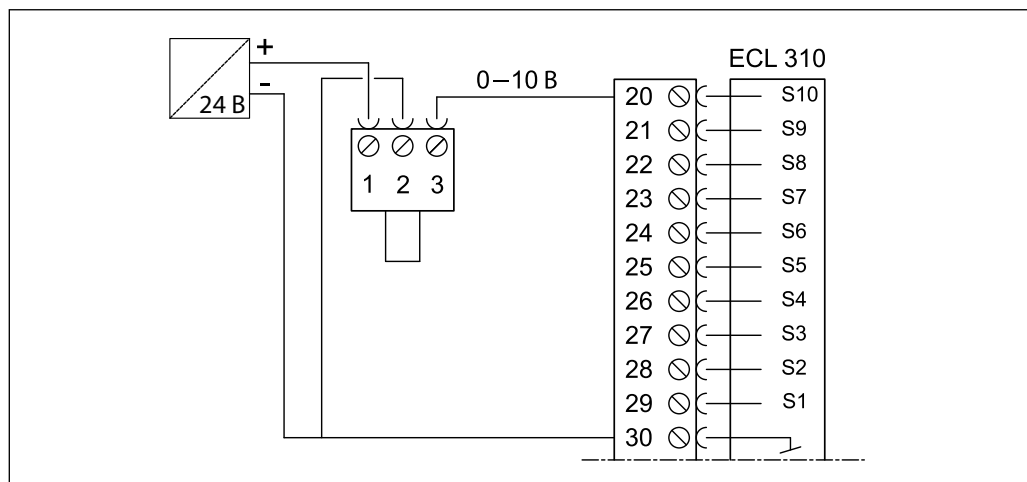 +
-
24 В
0–10 В
ECL 310
1 2 3
20 S10
21 S9
22 S8
23 S7
24 S6
25 S5
26 S4
27 S3
28 S2
29 S1
30